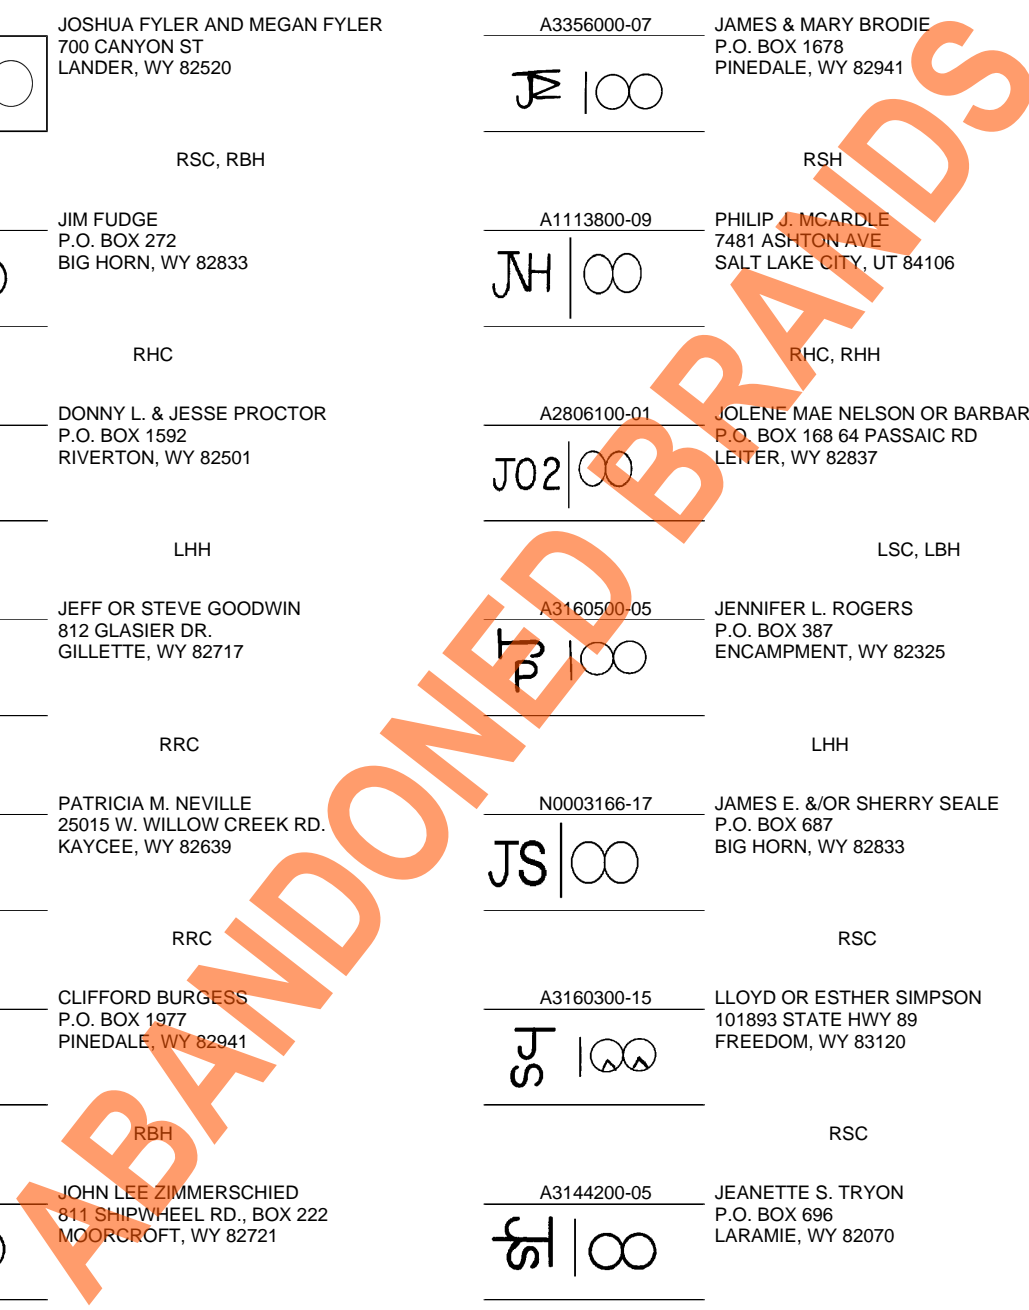 JOSHUA FYLER AND MEGAN FYLER
700 CANYON ST
LANDER, WY 82520
RSC, RBH
JIM FUDGE
P.O. BOX 272
BIG HORN, WY 82833
RHC
DONNY L. & JESSE PROCTOR
P.O. BOX 1592
RIVERTON, WY 82501
LHH
JEFF OR STEVE GOODWIN
812 GLASIER DR.
GILLETTE, WY 82717
RRC
PATRICIA M. NEVILLE
25015 W. WILLOW CREEK RD.
KAYCEE, WY 82639
RRC
CLIFFORD BURGESS
P.O. BOX 1977
PINEDALE, WY 82941
RBH
JOHN LEE ZIMMERSCHIED
811 SHIPWHEEL RD., BOX 222
MOORCROFT, WY 82721
A3356000-07
JAMES & MARY BRODIE
P.O. BOX 1678
PINEDALE, WY 82941
RSH
A1113800-09
JNH
PHILIP J. MCARDLE
7481 ASHTON AVE
SALT LAKE CITY, UT 84106
RHC, RHH
A2806100-01
JO2
JOLENE MAE NELSON OR BARBAR
P.O. BOX 168 64 PASSAIC RD
LEITER, WY 82837
LSC, LBH
A3160500-05
JENNIFER L. ROGERS
P.O. BOX 387
ENCAMPMENT, WY 82325
LHH
N0003166-17
JS
JAMES E. &/OR SHERRY SEALE
P.O. BOX 687
BIG HORN, WY 82833
RSC
A3160300-15
LLOYD OR ESTHER SIMPSON
101893 STATE HWY 89
FREEDOM, WY 83120
RSC
A3144200-05
JEANETTE S. TRYON
P.O. BOX 696
LARAMIE, WY 82070
ABANDONED BRANDS